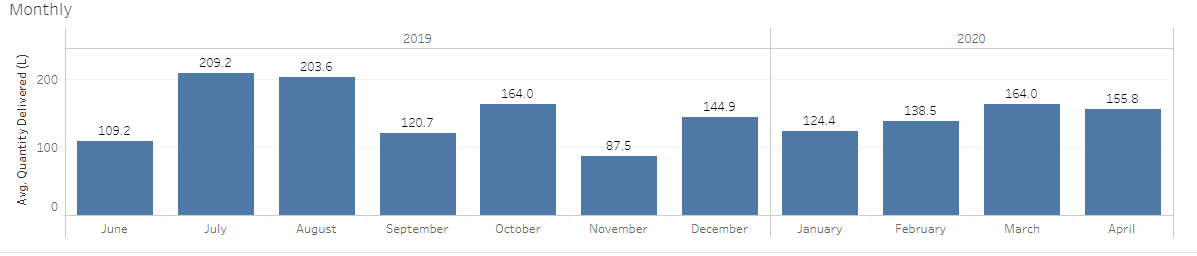 Monthly
2019
2020
Avg. Quantity Delivered (L)
200
100
0
109.2
209.2
203.6
120.7
164.0
87.5
144.9
124.4
138.5
164.0
155.8
June
July
August
September
October
November
December
January
February
March
April